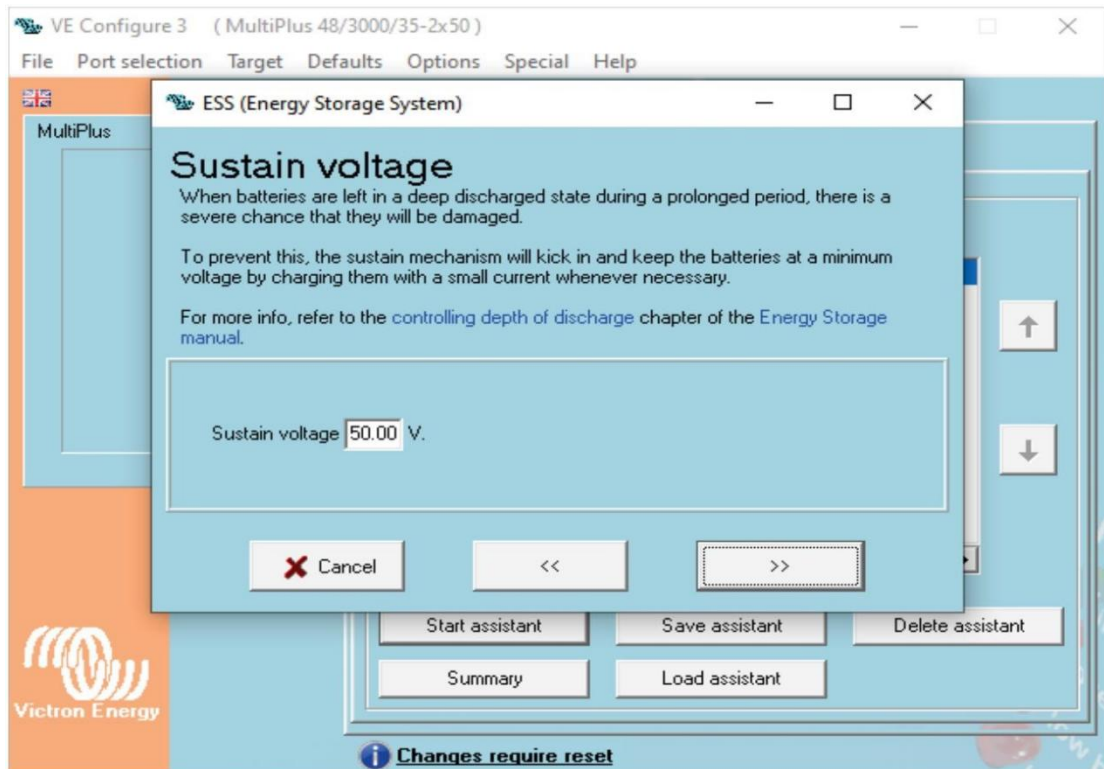 VE Configure 3 ( MultiPlus 48/3000/35-2x50 )
File Port selection Target Defaults Options Special Help
ESS (Energy Storage System)
MultiPlus
Sustain voltage
When batteries are left in a deep discharged state during a prolonged period, there is a
severe chance that they will be damaged.
To prevent this, the sustain mechanism will kick in and keep the batteries at a minimum
voltage by charging them with a small current whenever necessary.
For more info, refer to the controlling depth of discharge chapter of the Energy Storage
manual.
Sustain voltage 50.00 V.
Cancel << >>
Start assistant Save assistant Delete assistant
Summary Load assistant
Victron Energy
Changes require reset